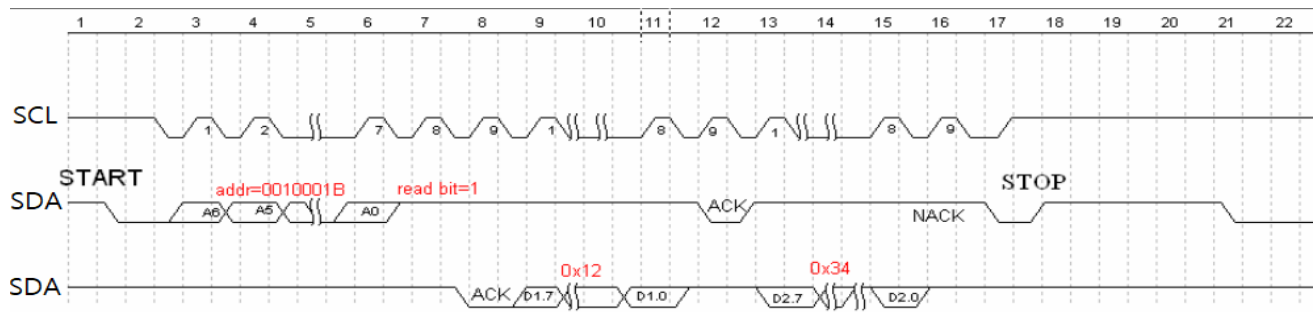 1 2 3 4 5 6 7 8 9 10 11 12 13 14 15 16 17 18 19 20 21 22
SCL 1 2 7 8 9 1 8 9 1 8 9
START addr=0010001B read bit=1 STOP
SDA A6 A5 A0 ACK NACK
0x12 0x34
SDA ACK D1.7 D1.0 D2.7 D2.0